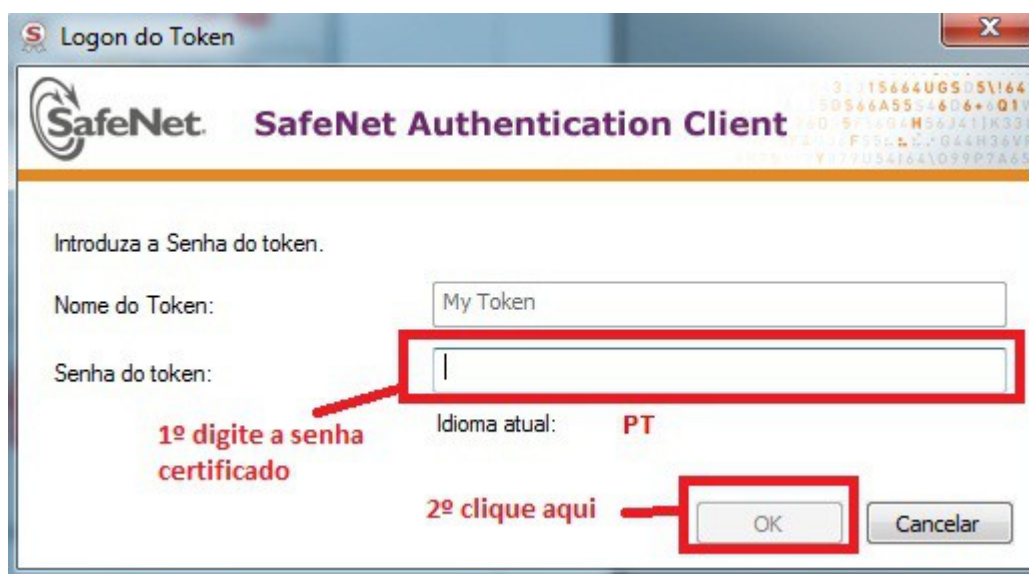 Logon do Token
SafeNet. SafeNet Authentication Client
Introduza a Senha do token.
Nome do Token: My Token
Senha do token:
Idioma atual: PT
1º digite a senha
certificado
2º clique aqui
OK Cancelar